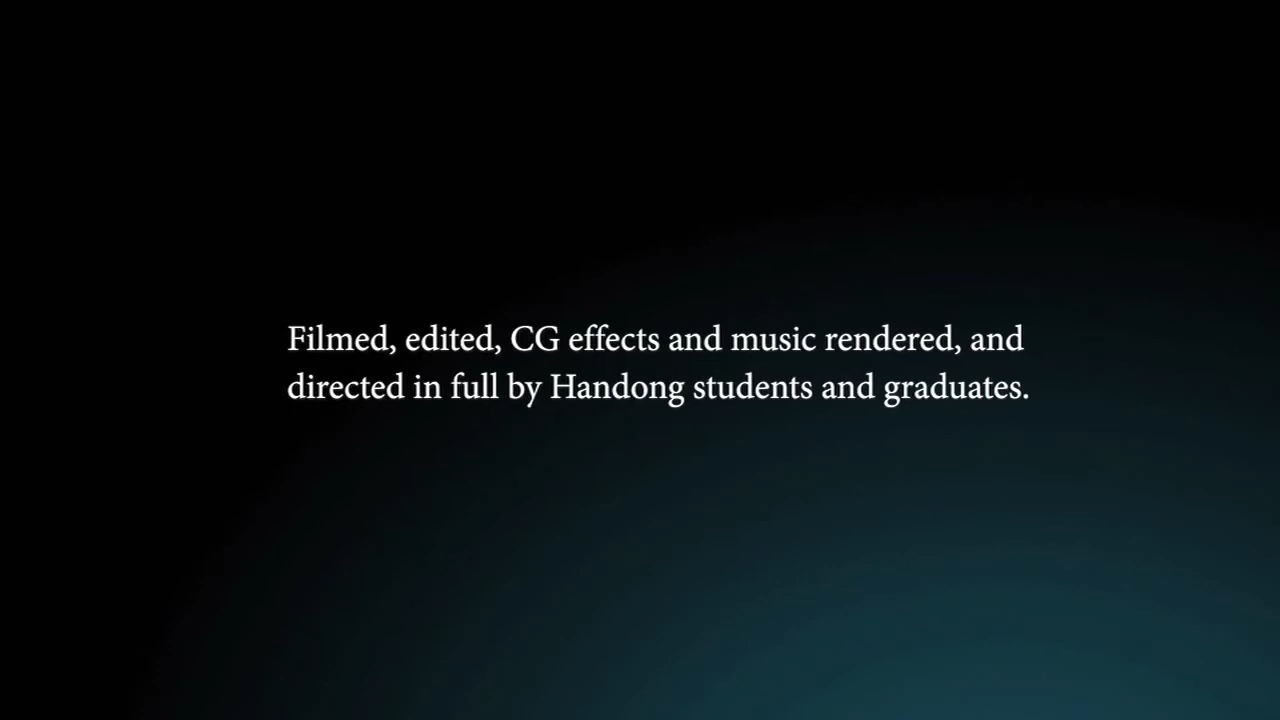 Filmed, edited, CG effects and music rendered, and
directed in full by Handong students and graduates.